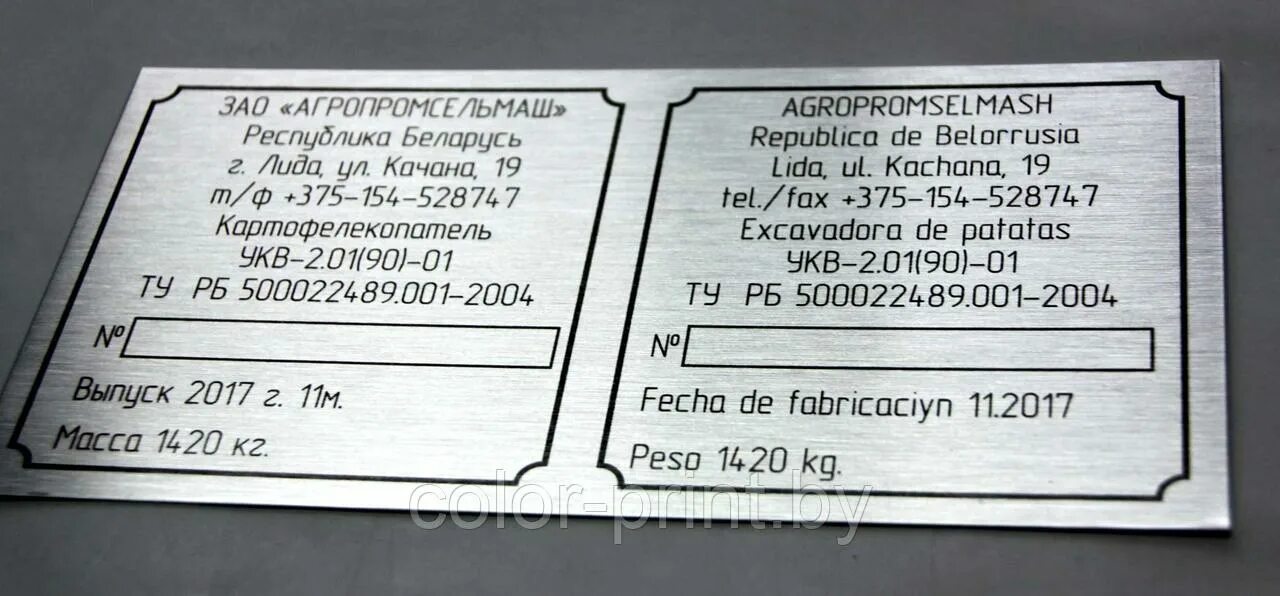 ЗАО «АГРОПРОМСЕЛЬМАШ»
Республика Беларусь
г. Лида, ул. Качана, 19
т/ф +375-154-528747
Картофелекопатель
УКВ-2.01(90)-01
ТУ РБ 500022489.001-2004
№
Выпуск 2017 г. 11м.
Масса 1420 кг.
AGROPROMSELMASH
Republica de Belorrusia
Lida, ul. Kachana, 19
tel./fax +375-154-528747
Excavadora de patatas
УКВ-2.01(90)-01
ТУ РБ 500022489.001-2004
№
Fecha de fabricaciyn 11.2017
Peso 1420 kg.
color-print.by